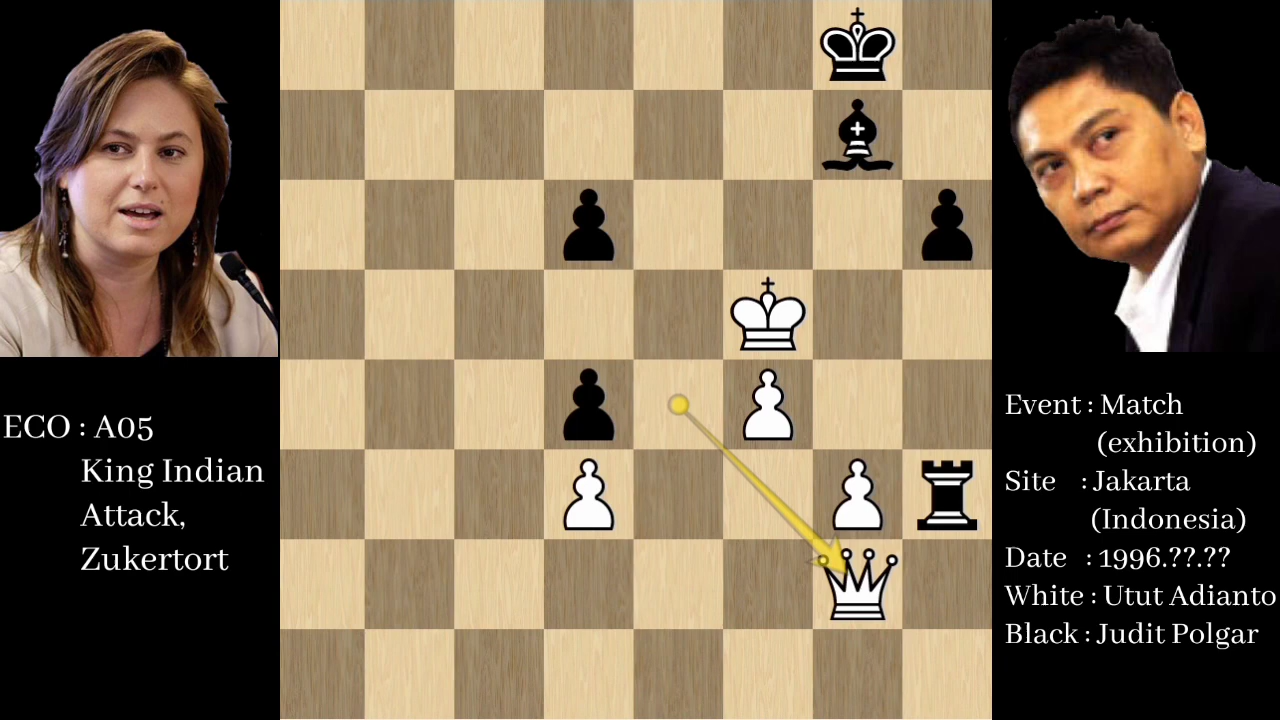 ECO : A05
King Indian
Attack,
Zukertort
Event : Match
(exhibition)
Site : Jakarta
(Indonesia)
Date : 1996.??.??
White : Utut Adianto
Black : Judit Polgar